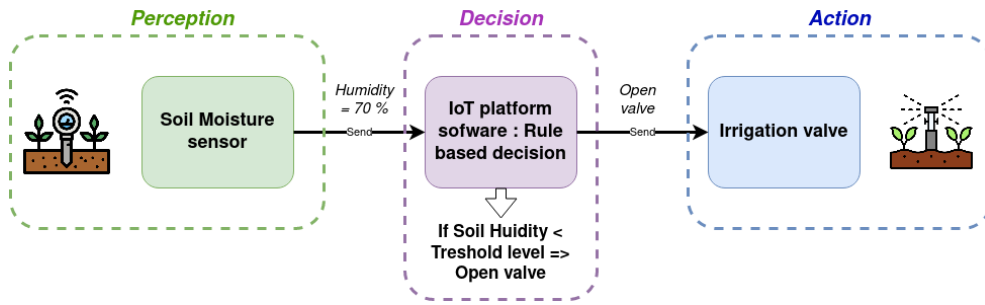 Perception
Decision
Action
Soil Moisture
sensor
Humidity
= 70 %
Send
IoT platform
sofware : Rule
based decision
Open
valve
Send
Irrigation valve
If Soil Huidity <
Treshold level =>
Open valve